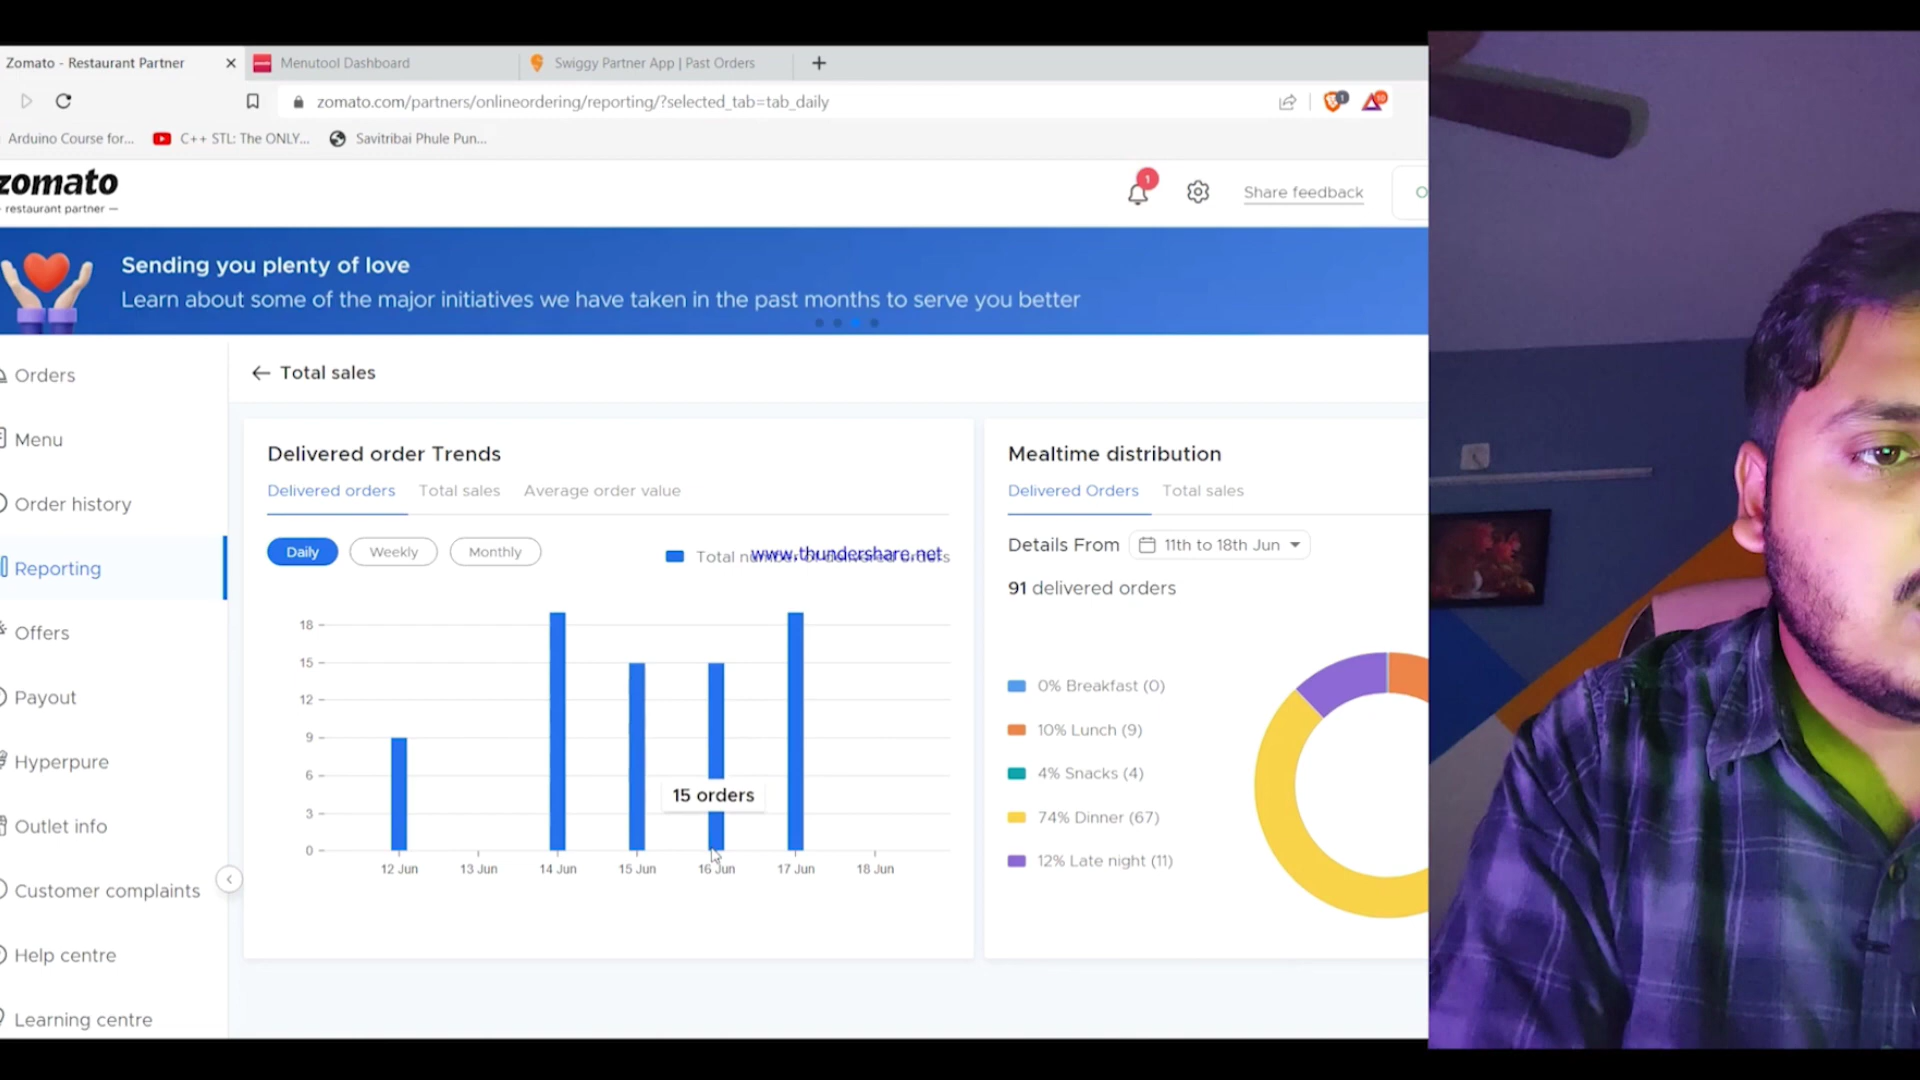 Zomato - Restaurant Partner
Menutool Dashboard
Swiggy Partner App | Past Orders
zomato.com/partners/onlineordering/reporting/?selected_tab=tab_daily
1
10
Arduino Course for...
C++ STL: The ONLY...
Savitribai Phule Pun...
zomato
restaurant partner —
1
Share feedback
O
Sending you plenty of love
Learn about some of the major initiatives we have taken in the past months to serve you better
Orders
Menu
Order history
Reporting
Offers
Payout
Hyperpure
Outlet info
Customer complaints
Help centre
Learning centre
Total sales
Delivered order Trends
Delivered orders
Total sales
Average order value
Daily
Weekly
Monthly
Total number of delivered orders
www.thundershare.net
18
15
12
9
6
3
0
15 orders
12 Jun
13 Jun
14 Jun
15 Jun
16 Jun
17 Jun
18 Jun
Mealtime distribution
Delivered Orders
Total sales
Details From
11th to 18th Jun
91 delivered orders
0% Breakfast (0)
10% Lunch (9)
4% Snacks (4)
74% Dinner (67)
12% Late night (11)